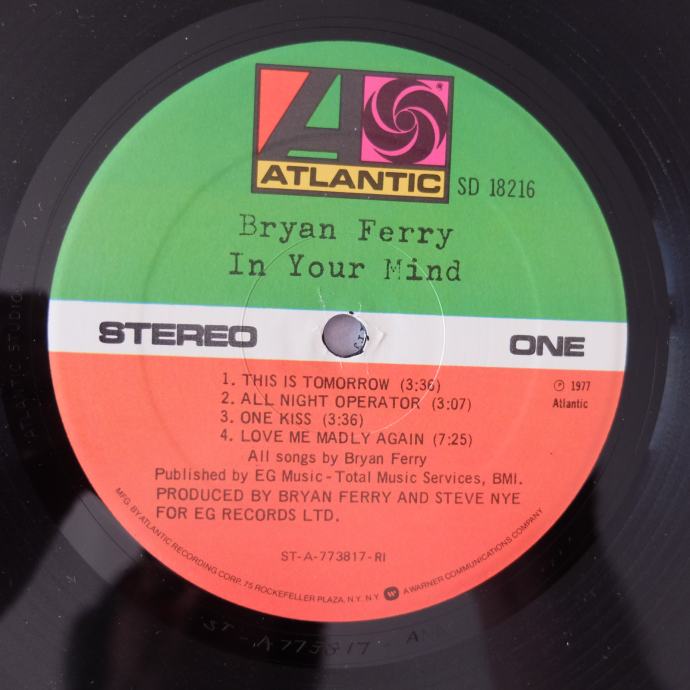 ATLANTIC
SD 18216
Bryan Ferry
In Your Mind
STEREO
ONE
1. THIS IS TOMORROW (3:36)
2. ALL NIGHT OPERATOR (3:07)
3. ONE KISS (3:36)
4. LOVE ME MADLY AGAIN (7:25)
℗ 1977
Atlantic
All songs by Bryan Ferry
Published by EG Music - Total Music Services, BMI.
PRODUCED BY BRYAN FERRY AND STEVE NYE
FOR EG RECORDS LTD.
ST-A-773817-RI
MFG. BY ATLANTIC RECORDING CORP. 75 ROCKEFELLER PLAZA, N.Y. N.Y. A WARNER COMMUNICATIONS COMPANY
ST-A773817-